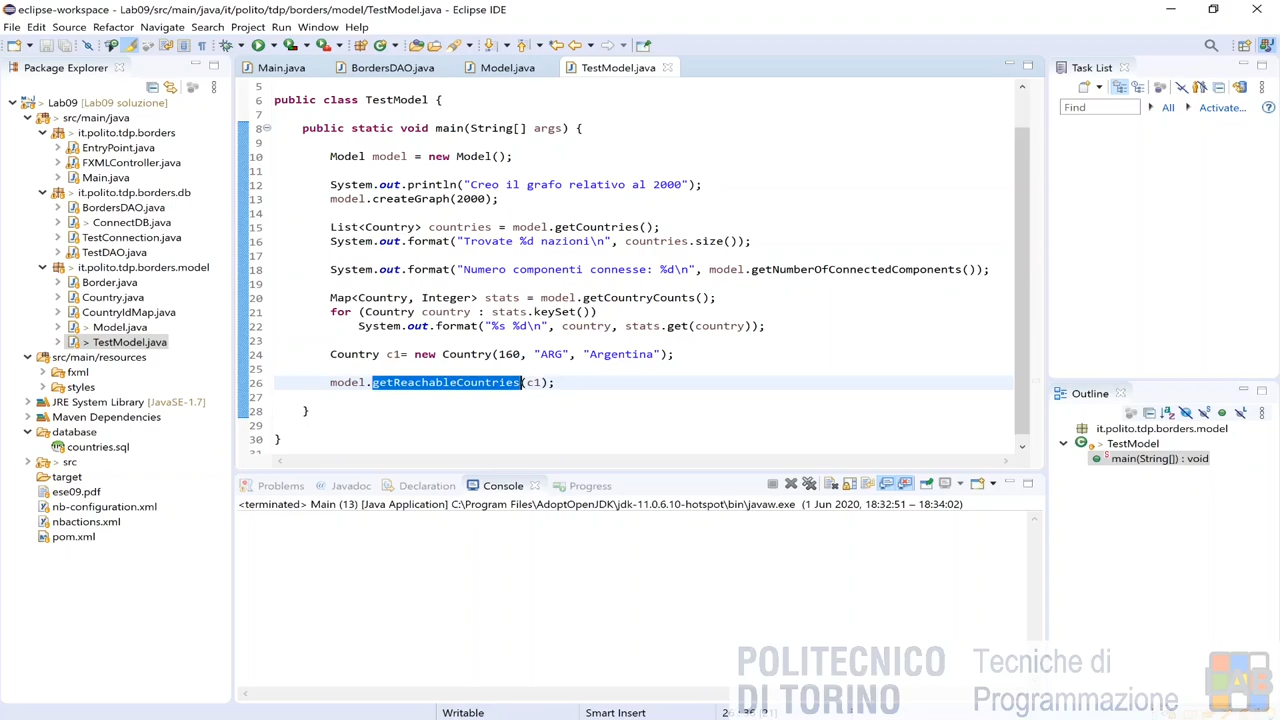 eclipse-workspace - Lab09/src/main/java/it/polito/tdp/borders/model/TestModel.java - Eclipse IDE
File Edit Source Refactor Navigate Search Project Run Window Help
Package Explorer
Lab09 [Lab09 soluzione]
src/main/java
it.polito.tdp.borders
EntryPoint.java
FXMLController.java
Main.java
it.polito.tdp.borders.db
BordersDAO.java
> ConnectDB.java
TestConnection.java
TestDAO.java
> it.polito.tdp.borders.model
Border.java
Country.java
CountryIdMap.java
> Model.java
> TestModel.java
src/main/resources
fxml
styles
JRE System Library [JavaSE-1.7]
Maven Dependencies
database
countries.sql
> src
target
ese09.pdf
nb-configuration.xml
nbactions.xml
pom.xml
Main.java BordersDAO.java Model.java TestModel.java
5
6 public class TestModel {
7
8 public static void main(String[] args) {
9
10 Model model = new Model();
11
12 System.out.println("Creo il grafo relativo al 2000");
13 model.createGraph(2000);
14
15 List<Country> countries = model.getCountries();
16 System.out.format("Trovate %d nazioni\n", countries.size());
17
18 System.out.format("Numero componenti connesse: %d\n", model.getNumberOfConnectedComponents());
19
20 Map<Country, Integer> stats = model.getCountryCounts();
21 for (Country country : stats.keySet())
22 System.out.format("%s %d\n", country, stats.get(country));
23
24 Country c1= new Country(160, "ARG", "Argentina");
25
26 model.getReachableCountries(c1);
27
28 }
29
30 }
31
Problems Javadoc Declaration Console Progress
<terminated> Main (13) [Java Application] C:\Program Files\AdoptOpenJDK\jdk-11.0.6.10-hotspot\bin\javaw.exe (1 Jun 2020, 18:32:51 – 18:34:02)
Task List
Find All Activate...
Outline
it.polito.tdp.borders.model
> TestModel
main(String[]) : void
POLITECNICO
DI TORINO
Tecniche di
Programmazione
Writable Smart Insert